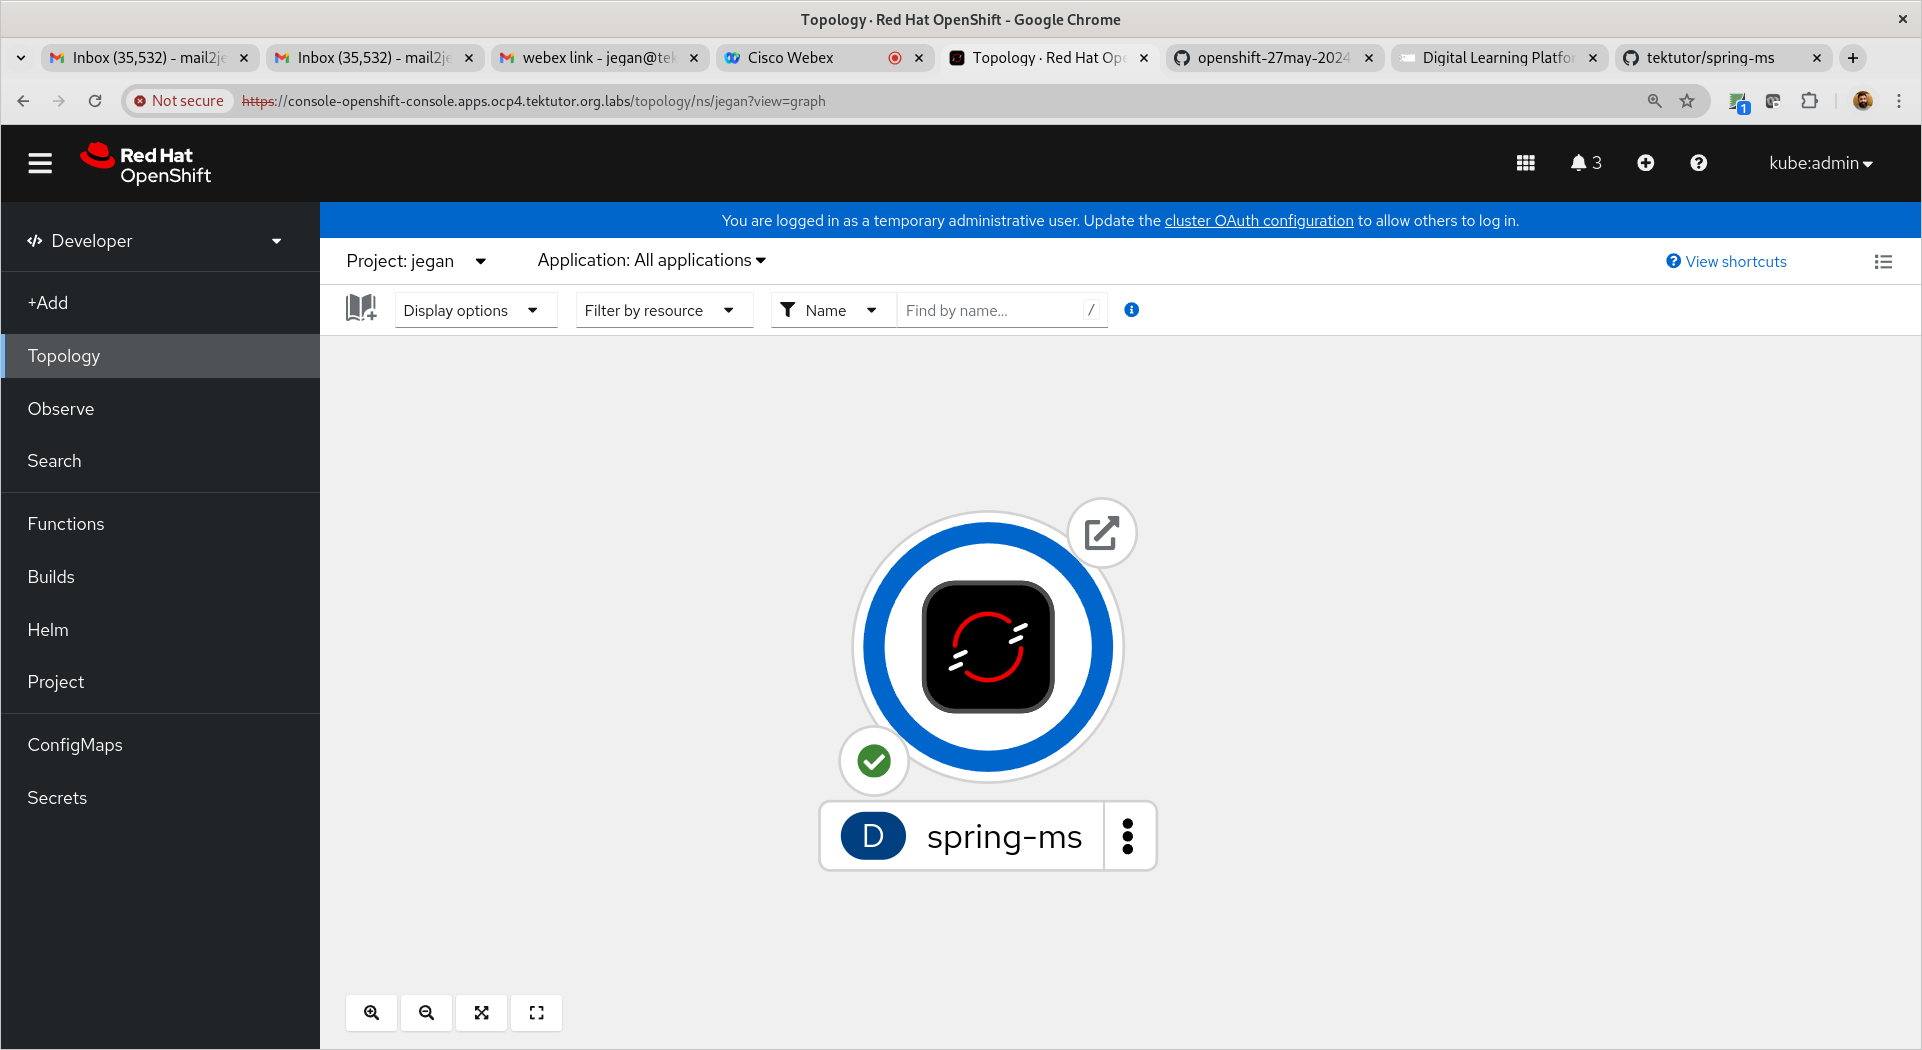 Topology · Red Hat OpenShift - Google Chrome
Inbox (35,532) - mail2je
Inbox (35,532) - mail2je
webex link - jegan@tek
Cisco Webex
Topology · Red Hat Ope
openshift-27may-2024
Digital Learning Platfor
tektutor/spring-ms
Not secure
https://console-openshift-console.apps.ocp4.tektutor.org.labs/topology/ns/jegan?view=graph
1
Red Hat
OpenShift
3
kube:admin
You are logged in as a temporary administrative user. Update the cluster OAuth configuration to allow others to log in.
Developer
Project: jegan
Application: All applications
View shortcuts
Display options
Filter by resource
Name
Find by name...
/
+Add
Topology
Observe
Search
Functions
Builds
Helm
Project
ConfigMaps
Secrets
D spring-ms